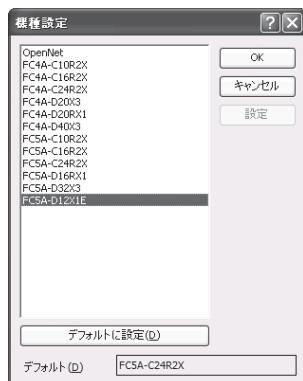 機種設定
OpenNet
FC4A-C10R2X
FC4A-C16R2X
FC4A-C24R2X
FC4A-D20X3
FC4A-D20RX1
FC4A-D40X3
FC5A-C10R2X
FC5A-C16R2X
FC5A-C24R2X
FC5A-D16RX1
FC5A-D32X3
FC5A-D12X1E
OK
キャンセル
設定
デフォルトに設定(D)
デフォルト(D)
FC5A-C24R2X